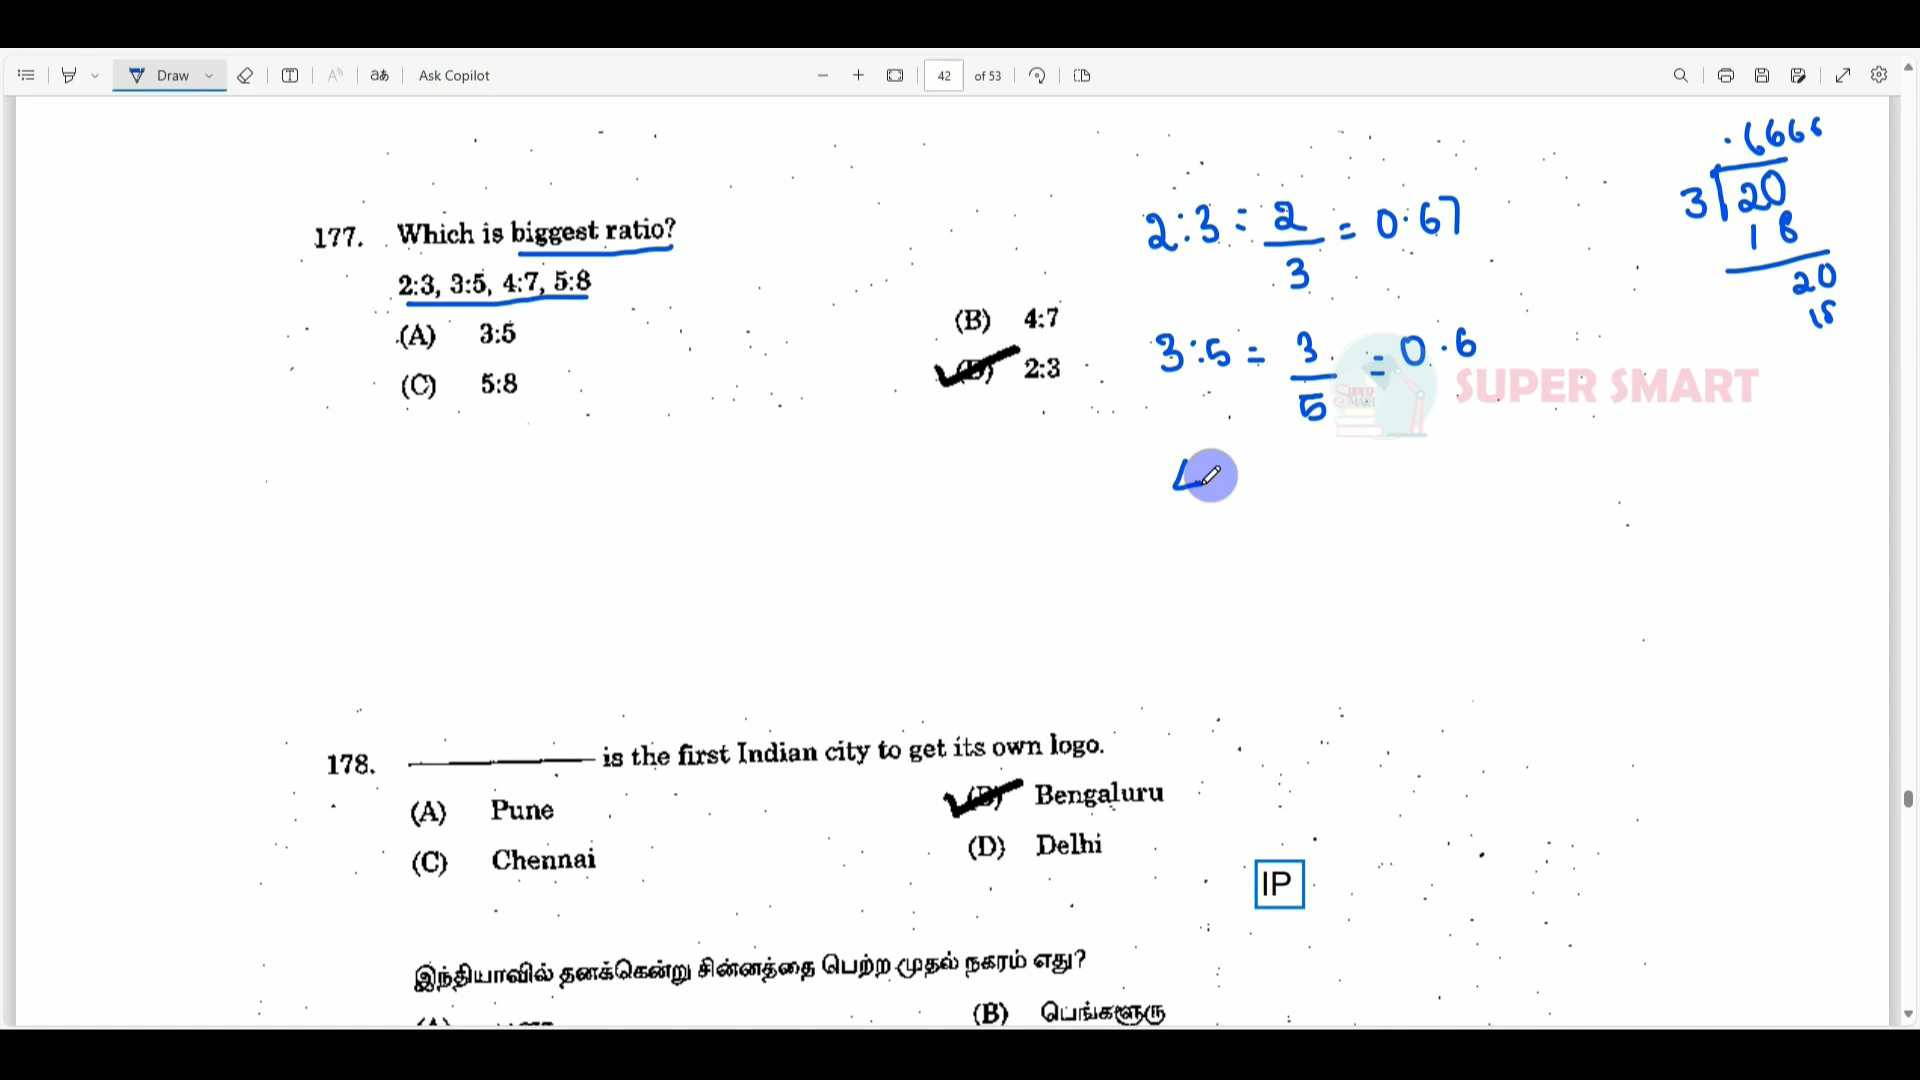 Draw
aあ
Ask Copilot
42 of 53
177. Which is biggest ratio?
2:3, 3:5, 4:7, 5:8
(A) 3:5
(B) 4:7
(C) 5:8
(D) 2:3
2:3 = 2/3 = 0.67
3:5 = 3/5 = 0.6
.6666
3 20
18
20
18
SUPER SMART
178. is the first Indian city to get its own logo.
(A) Pune
(B) Bengaluru
(C) Chennai
(D) Delhi
IP
இந்தியாவில் தனக்கென்று சின்னத்தை பெற்ற முதல் நகரம் எது?
(B) பெங்களூரு